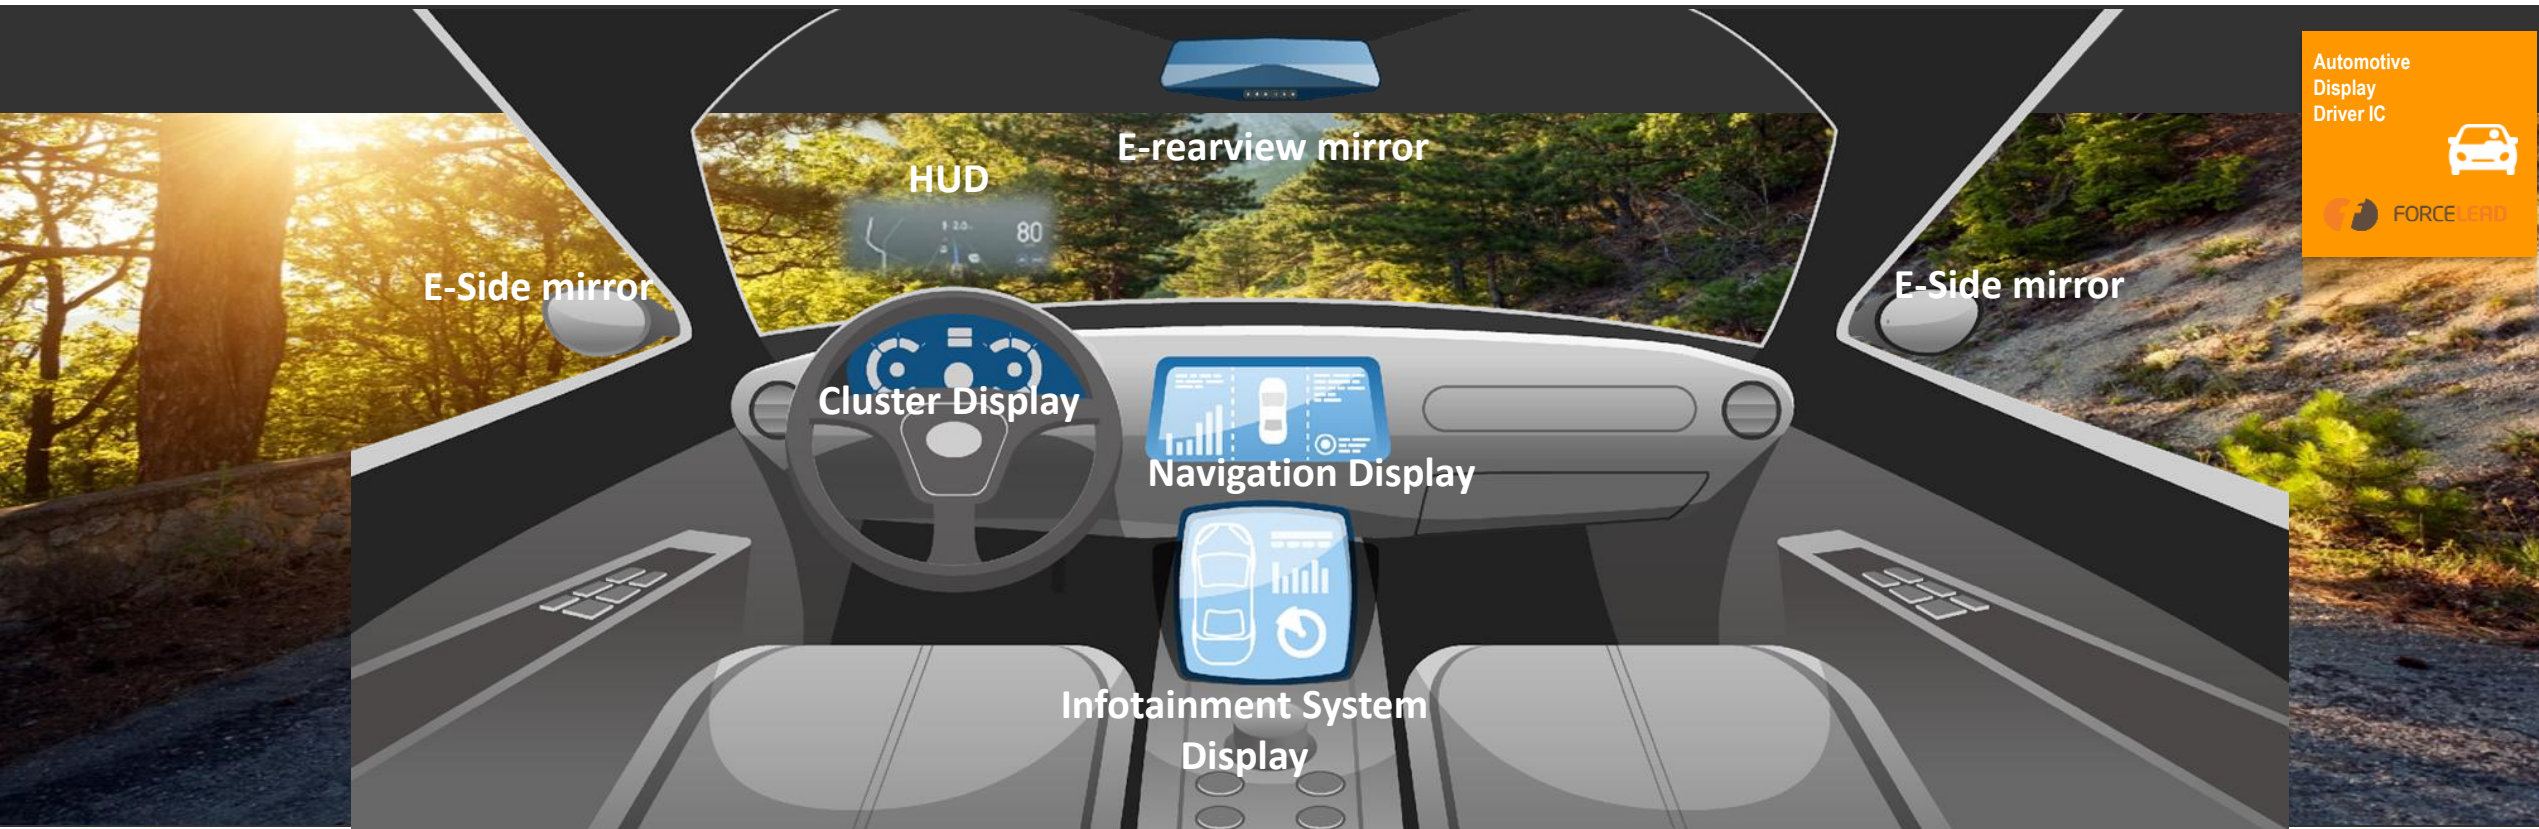 Automotive
Display
Driver IC
FORCELEAD
E-rearview mirror
HUD
80
E-Side mirror
E-Side mirror
Cluster Display
Navigation Display
Infotainment System
Display